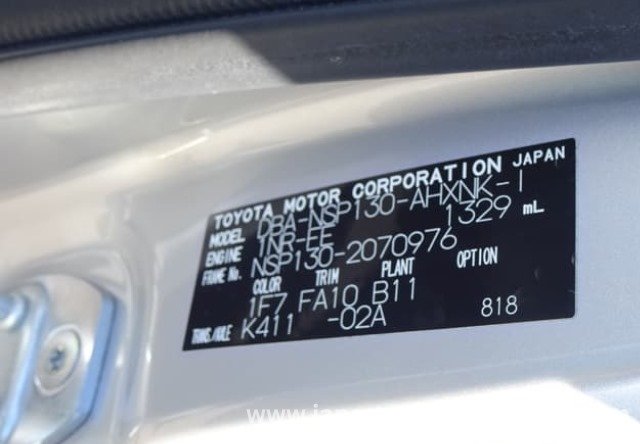 TOYOTA MOTOR CORPORATION JAPAN
MODEL DBA-NSP130-AHXNK-I
ENGINE 1NR-FE 1329 mL
FRAME No. NSP130-2070976
COLOR TRIM PLANT OPTION
1F7 FA10 B11
TRANS/AXLE K411 -02A 818